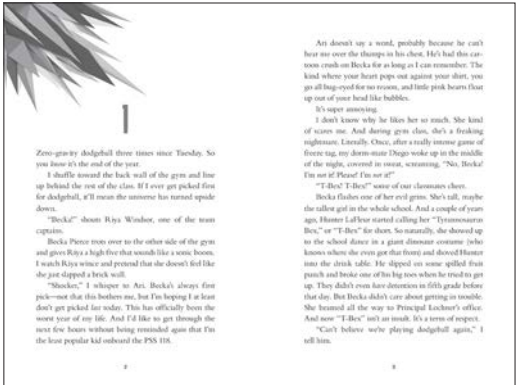 1
Zero-gravity dodgeball three times since Tuesday. So
you know it's the end of the year.
I shuffle toward the back wall of the gym and line
up behind the rest of the class. If I ever get picked first
for dodgeball, it'll mean the universe has turned upside
down.
"Becka!" shouts Riya Windsor, one of the team
captains.
Becka Pierce trots over to the other side of the gym
and gives Riya a high five that sounds like a sonic boom.
I watch Riya wince and pretend that she doesn't feel like
she just slapped a brick wall.
"Shocker," I whisper to Ari. Becka's always first
pick—not that this bothers me, but I'm hoping I at least
don't get picked last today. This has officially been the
worst year of my life. And I'd like to get through the
next few hours without being reminded again that I'm
the least popular kid onboard the PSS 118.
2
Ari doesn't say a word, probably because he can't
hear me over the thumps in his chest. He's had this car-
toon crush on Becka for as long as I can remember. The
kind where your heart pops out against your shirt, you
go all bug-eyed for no reason, and little pink hearts float
up out of your head like bubbles.
It's super annoying.
I don't know why he likes her so much. She kind
of scares me. And during gym class, she's a freaking
nightmare. Literally. Once, after a really intense game of
freeze tag, my dorm-mate Diego woke up in the middle
of the night, covered in sweat, screaming, "No, Becka!
I'm not it! Please! I'm not it!"
"T-Bex! T-Bex!" some of our classmates cheer.
Becka flashes one of her evil grins. She's tall, maybe
the tallest girl in the whole school. And a couple of years
ago, Hunter LaFleur started calling her "Tyrannosaurus
Bex," or "T-Bex" for short. So naturally, she showed up
to the school dance in a giant dinosaur costume (who
knows where she even got that from) and shoved Hunter
into the drink table. He slipped on some spilled fruit
punch and broke one of his big toes when he tried to get
up. They didn't even have detention in fifth grade before
that day. But Becka didn't care about getting in trouble.
She beamed all the way to Principal Lochner's office.
And now "T-Bex" isn't an insult. It's a term of respect.
"Can't believe we're playing dodgeball again," I
tell him.
3